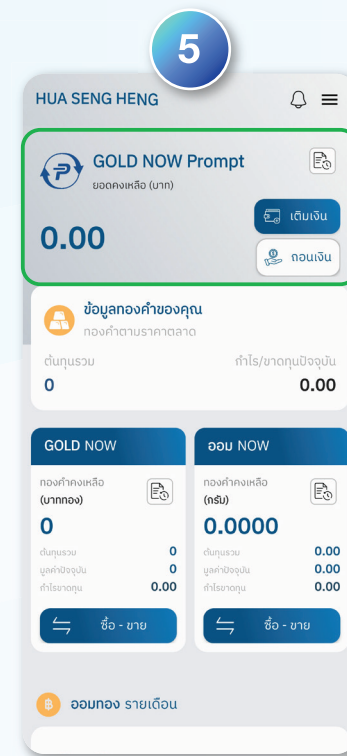 5
HUA SENG HENG
GOLD NOW Prompt
ยอดคงเหลือ (บาท)
0.00
เติมเงิน
ถอนเงิน
ข้อมูลทองคำของคุณ
ทองคำตามราคาตลาด
ต้นทุนรวม กำไร/ขาดทุนปัจจุบัน
0 0.00
GOLD NOW
ทองคำคงเหลือ
(บาททอง)
0
ต้นทุนรวม 0
มูลค่าปัจจุบัน 0
กำไรขาดทุน 0.00
ซื้อ - ขาย
ออม NOW
ทองคำคงเหลือ
(กรัม)
0.0000
ต้นทุนรวม 0.00
มูลค่าปัจจุบัน 0.00
กำไรขาดทุน 0.00
ซื้อ - ขาย
ออมทอง รายเดือน